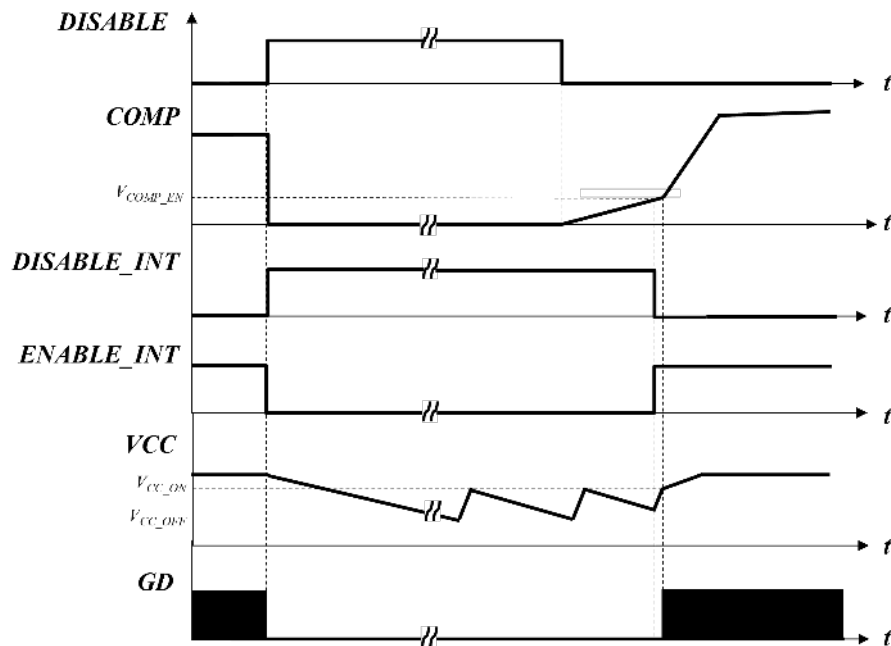 DISABLE
t
COMP
V_COMP_EN
t
DISABLE_INT
t
ENABLE_INT
t
VCC
V_CC_ON
V_CC_OFF
t
GD
t